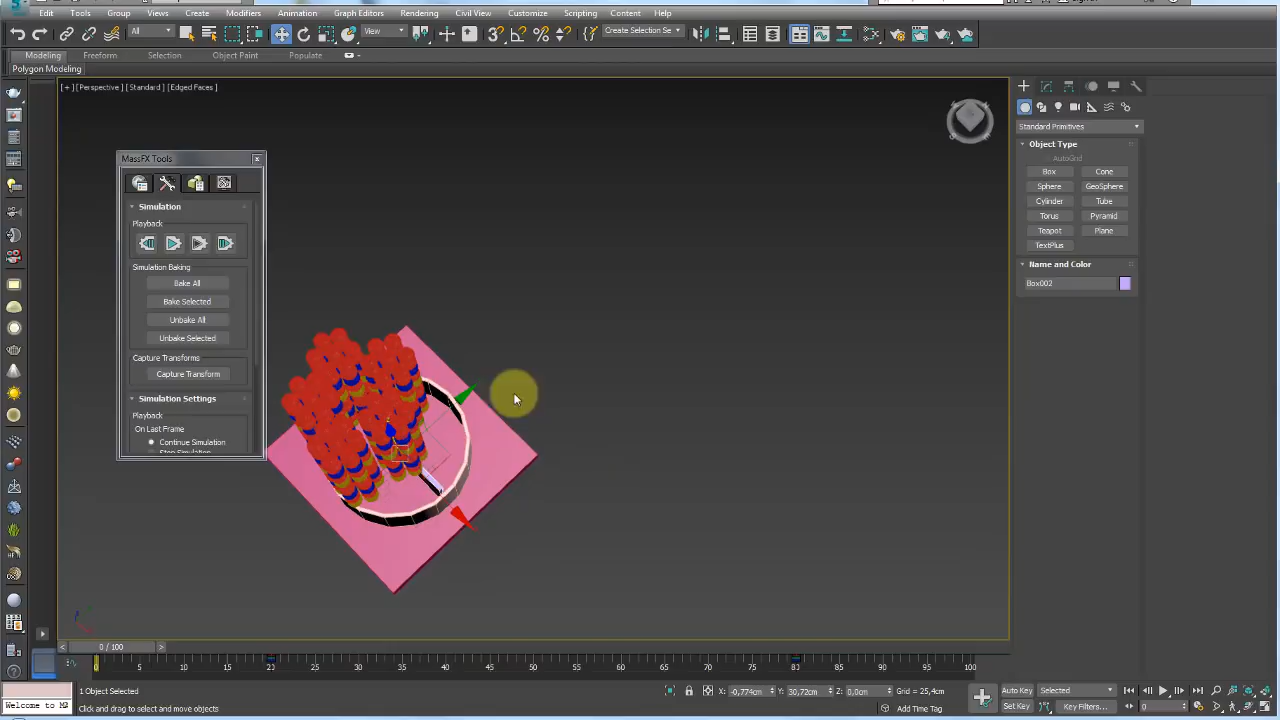 Edit Tools Group Views Create Modifiers Animation Graph Editors Rendering Civil View Customize Scripting Content Help
All View Create Selection Se
Modeling Freeform Selection Object Paint Populate
Polygon Modeling
[+] [Perspective] [Standard] [Edged Faces]
Standard Primitives
Object Type
AutoGrid
Box Cone
Sphere GeoSphere
Cylinder Tube
Torus Pyramid
Teapot Plane
TextPlus
Name and Color
Box002
MassFX Tools
Simulation
Playback
Simulation Baking
Bake All
Bake Selected
Unbake All
Unbake Selected
Capture Transforms
Capture Transform
Simulation Settings
Playback
On Last Frame
Continue Simulation
0 / 100
0 5 10 15 20 25 30 35 40 45 50 55 60 65 70 75 80 85 90 95 100
1 Object Selected X: -0,774cm Y: 30,72cm Z: 0,0cm Grid = 25,4cm Auto Key Selected
Welcome to M2 Click and drag to select and move objects Add Time Tag Set Key Key Filters... 0